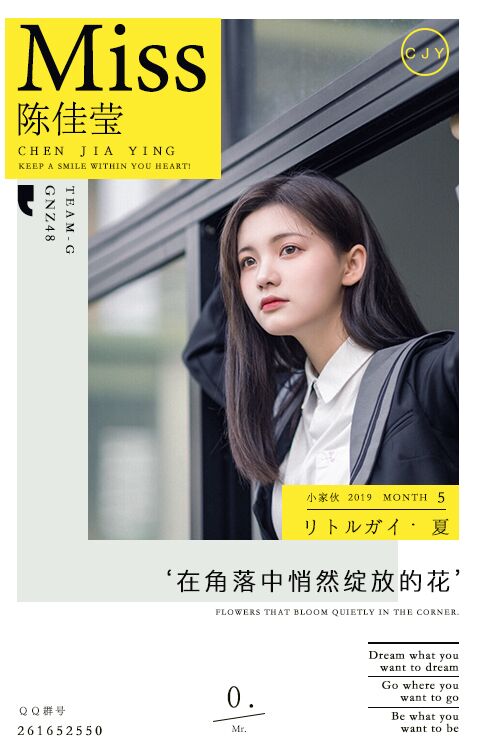 Miss
陈佳莹
CHEN JIA YING
KEEP A SMILE WITHIN YOU HEART!
CJY
TEAM-G
GNZ48
小家伙 2019 MONTH 5
リトルガイ· 夏
‘在角落中悄然绽放的花’
FLOWERS THAT BLOOM QUIETLY IN THE CORNER.
Dream what you
want to dream
Go where you
want to go
Be what you
want to be
0.
Mr.
QQ群号
261652550